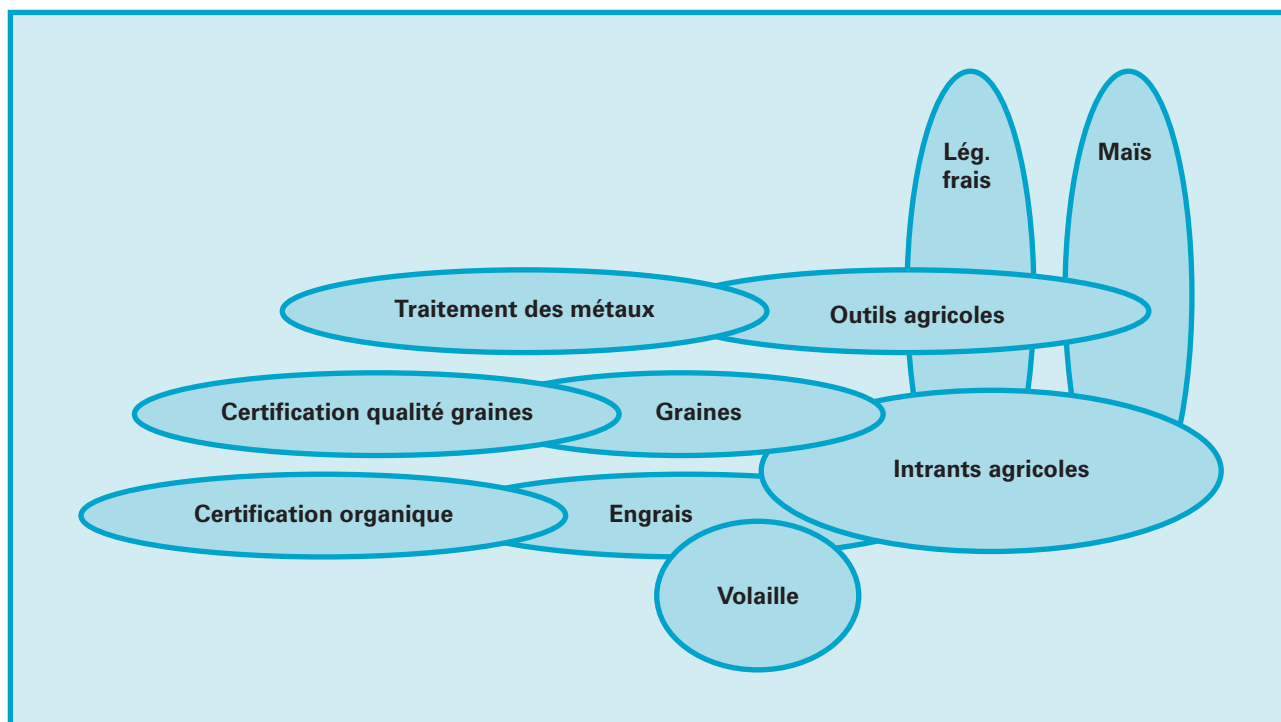 Lég.
frais
Maïs
Traitement des métaux
Outils agricoles
Certification qualité graines
Graines
Intrants agricoles
Certification organique
Engrais
Volaille